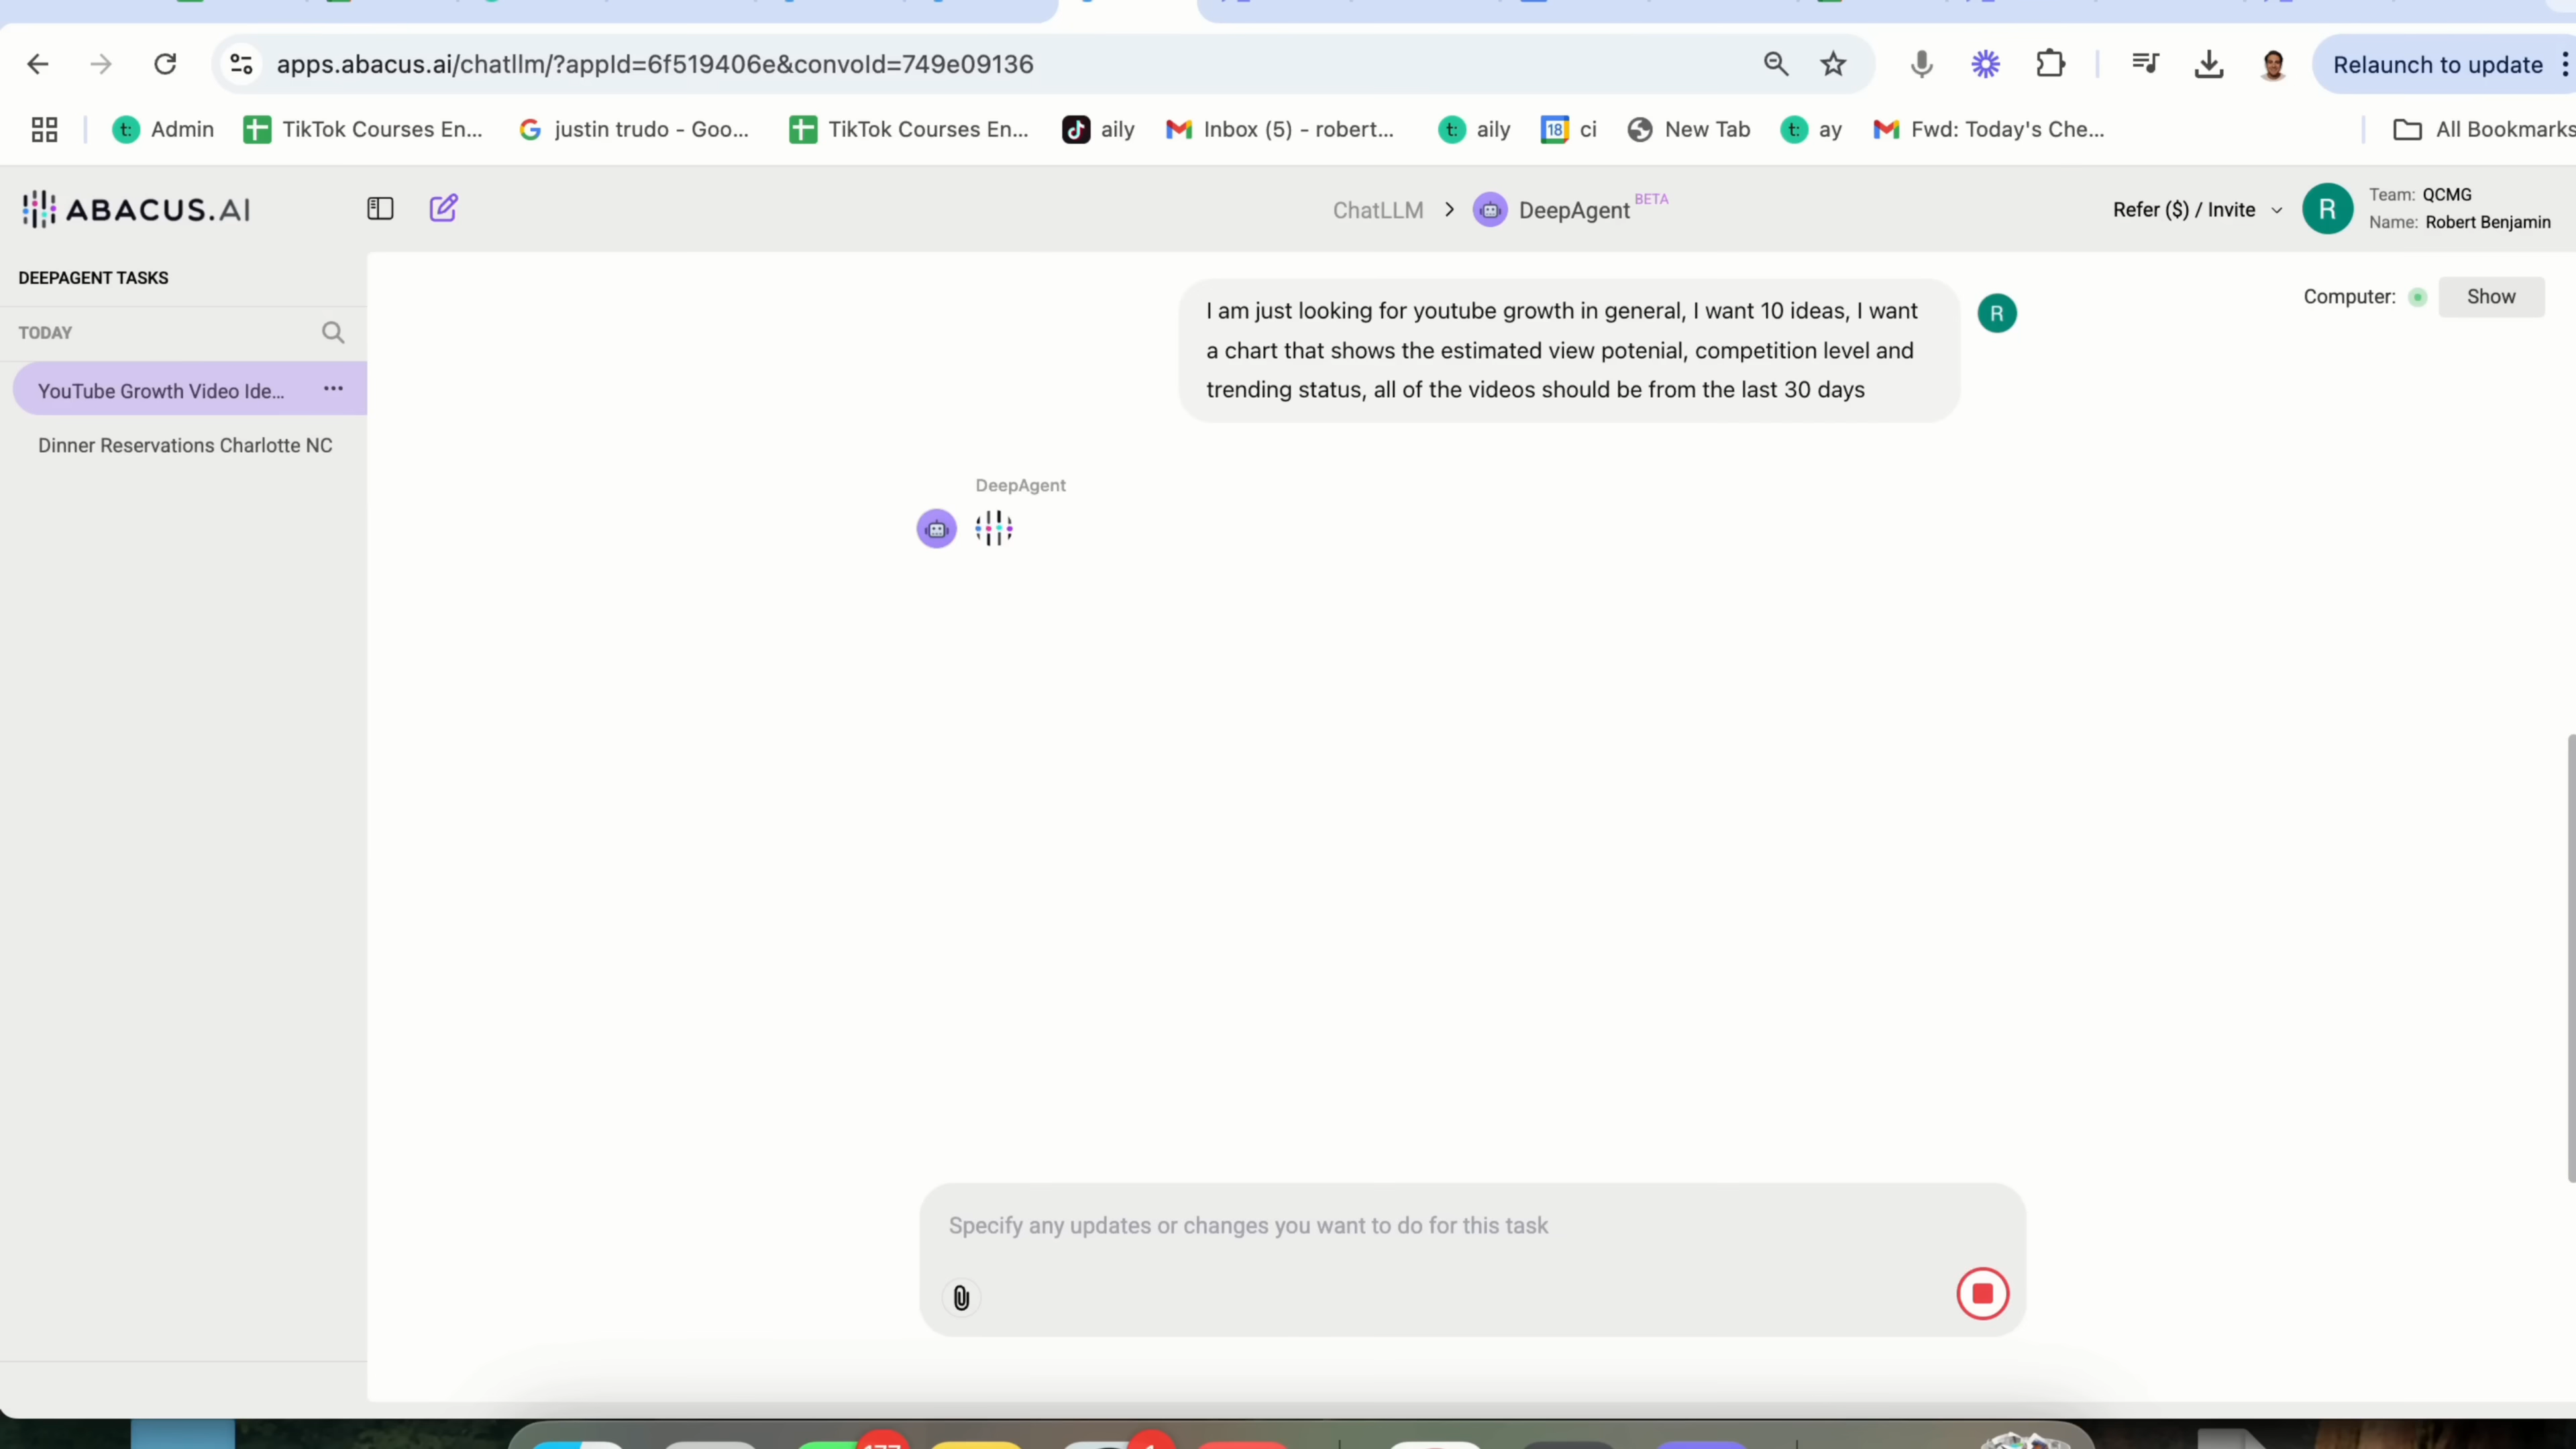 apps.abacus.ai/chatllm/?appId=6f519406e&convoId=749e09136
Relaunch to update
Admin
TikTok Courses En...
justin trudo - Goo...
TikTok Courses En...
aily
Inbox (5) - robert...
aily
18
ci
New Tab
ay
Fwd: Today's Che...
All Bookmarks
ABACUS.AI
ChatLLM > DeepAgent BETA
Refer ($) / Invite
R
Team: QCMG
Name: Robert Benjamin
DEEPAGENT TASKS
TODAY
YouTube Growth Video Ide...
Dinner Reservations Charlotte NC
I am just looking for youtube growth in general, I want 10 ideas, I want
a chart that shows the estimated view potenial, competition level and
trending status, all of the videos should be from the last 30 days
R
Computer:
Show
DeepAgent
Specify any updates or changes you want to do for this task